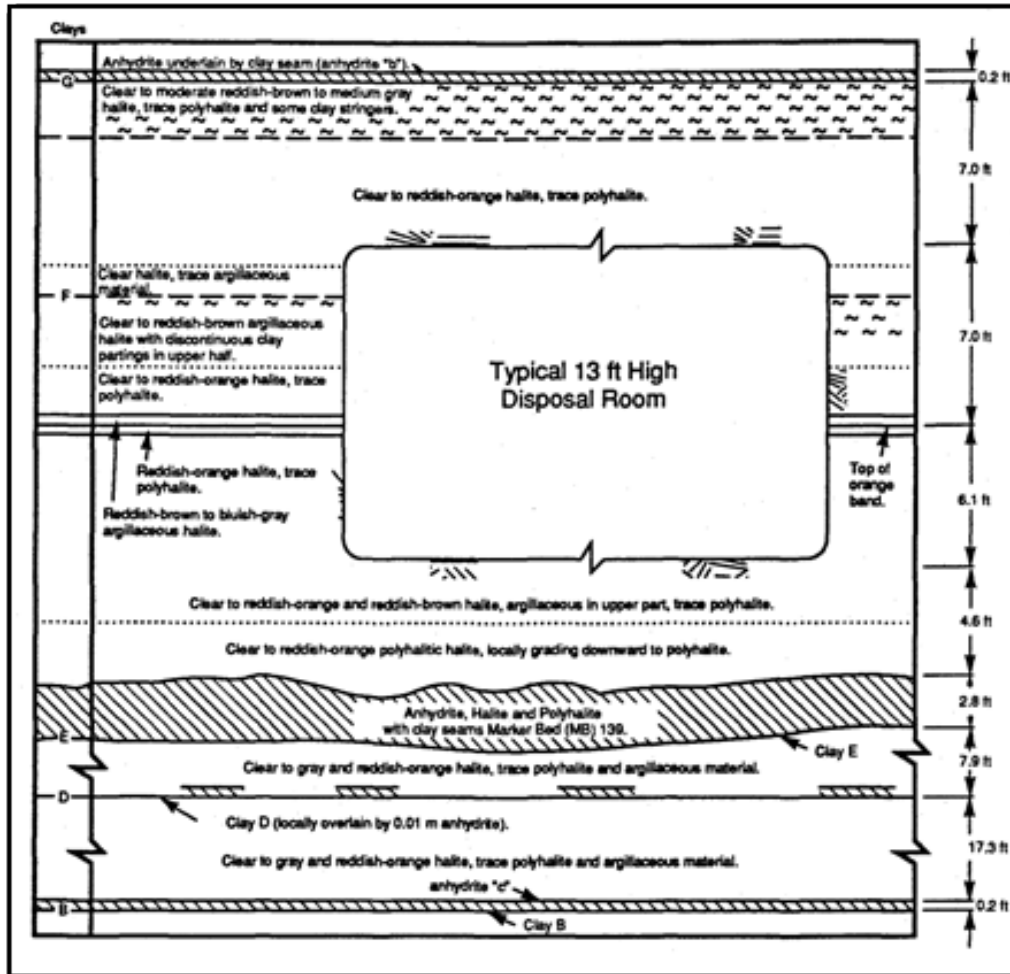 Clays
Anhydrite underlain by clay seam (anhydrite "b").
G
0.2 ft
Clear to moderate reddish-brown to medium gray
halite, trace polyhalite and some clay stringers.
7.0 ft
Clear to reddish-orange halite, trace polyhalite.
Clear halite, trace argillaceous
material.
F
Clear to reddish-brown argillaceous
halite with discontinuous clay
partings in upper half.
7.0 ft
Clear to reddish-orange halite, trace
polyhalite.
Typical 13 ft High
Disposal Room
Reddish-orange halite, trace
polyhalite.
Reddish-brown to bluish-gray
argillaceous halite.
Top of
orange
band.
6.1 ft
Clear to reddish-orange and reddish-brown halite, argillaceous in upper part, trace polyhalite.
4.6 ft
Clear to reddish-orange polyhalitic halite, locally grading downward to polyhalite.
2.8 ft
Anhydrite, Halite and Polyhalite
with clay seams Marker Bed (MB) 139.
E
Clay E
Clear to gray and reddish-orange halite, trace polyhalite and argillaceous material.
7.9 ft
D
Clay D (locally overlain by 0.01 m anhydrite).
17.3 ft
Clear to gray and reddish-orange halite, trace polyhalite and argillaceous material.
anhydrite "c"
B
0.2 ft
Clay B